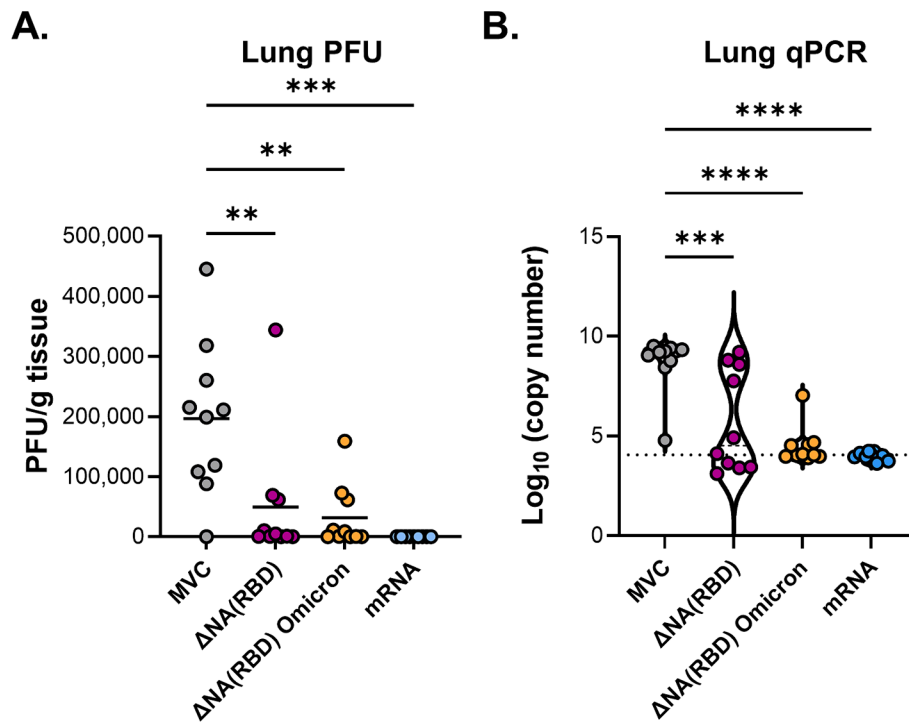 A.
Lung PFU
***
**
**
PFU/g tissue
500,000
400,000
300,000
200,000
100,000
0
MVC
ΔNA(RBD)
ΔNA(RBD) Omicron
mRNA
B.
Lung qPCR
****
****
***
Log10 (copy number)
15
10
5
0
MVC
ΔNA(RBD)
ΔNA(RBD) Omicron
mRNA